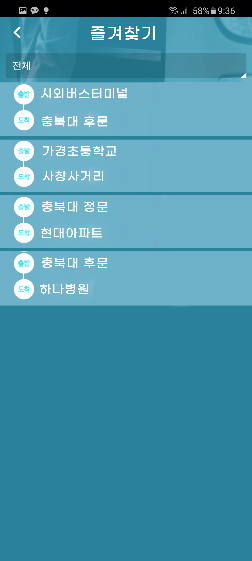 58% 9:36
즐겨찾기
전체
출발 시외버스터미널
도착 충북대 후문
출발 가경초등학교
도착 사창사거리
출발 충북대 정문
도착 현대아파트
출발 충북대 후문
도착 하나병원